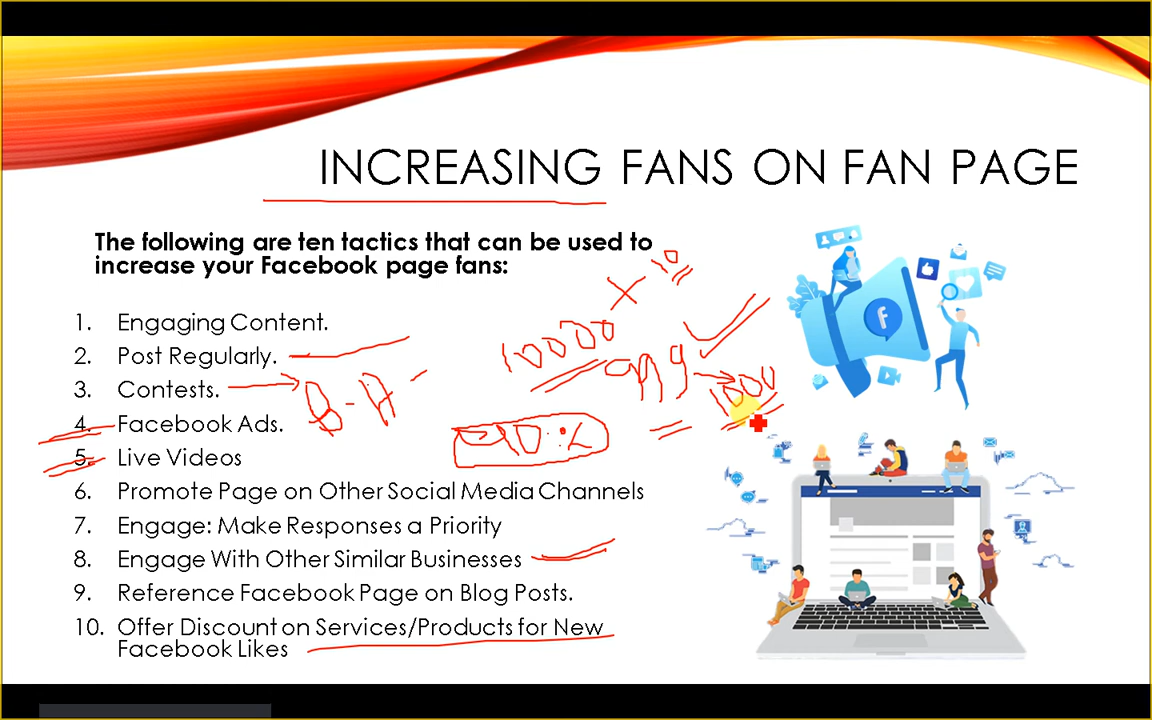 INCREASING FANS ON FAN PAGE
The following are ten tactics that can be used to
increase your Facebook page fans:
1. Engaging Content.
2. Post Regularly.
3. Contests.
4. Facebook Ads.
5. Live Videos
6. Promote Page on Other Social Media Channels
7. Engage: Make Responses a Priority
8. Engage With Other Similar Businesses
9. Reference Facebook Page on Blog Posts.
10. Offer Discount on Services/Products for New
Facebook Likes
10000 X 10
1000
B-A
f